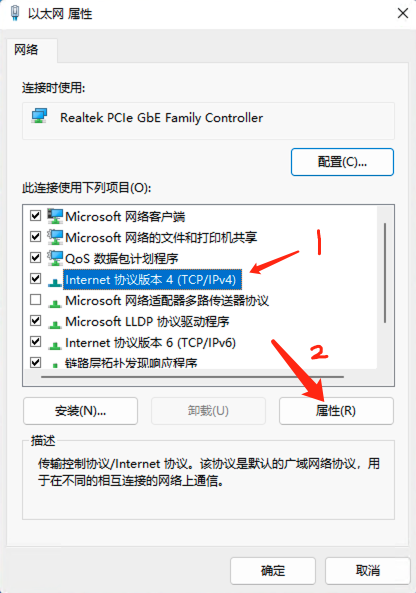 以太网 属性
网络
连接时使用:
Realtek PCIe GbE Family Controller
配置(C)...
此连接使用下列项目(O):
Microsoft 网络客户端
Microsoft 网络的文件和打印机共享
1
QoS 数据包计划程序
Internet 协议版本 4 (TCP/IPv4)
Microsoft 网络适配器多路传送器协议
Microsoft LLDP 协议驱动程序
Internet 协议版本 6 (TCP/IPv6)
2
链路层拓扑发现响应程序
安装(N)...
卸载(U)
属性(R)
描述
传输控制协议/Internet 协议。该协议是默认的广域网络协议，用
于在不同的相互连接的网络上通信。
确定
取消